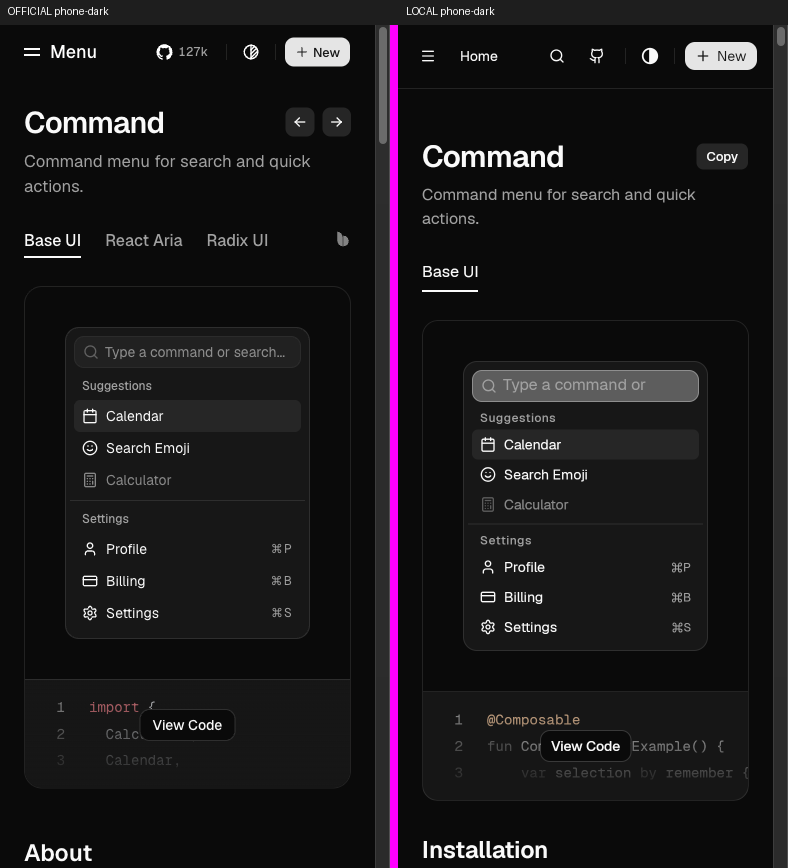 OFFICIAL phone-dark
Menu
127k
New
Command
Command menu for search and quick
actions.
Base UI
React Aria
Radix UI
Type a command or search...
Suggestions
Calendar
Search Emoji
Calculator
Settings
Profile ⌘P
Billing ⌘B
Settings ⌘S
1 import {
2 Calc
3 Calendar,
View Code
About
LOCAL phone-dark
Home
New
Command
Copy
Command menu for search and quick
actions.
Base UI
Type a command or
Suggestions
Calendar
Search Emoji
Calculator
Settings
Profile ⌘P
Billing ⌘B
Settings ⌘S
1 @Composable
2 fun Com Example() {
3 var selection by remember {
View Code
Installation